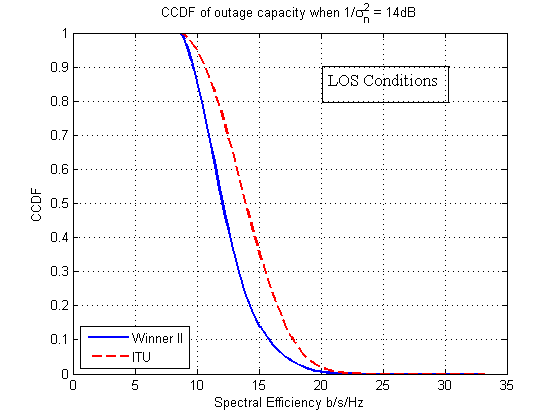 CCDF of outage capacity when 1/σ²ₙ = 14dB
LOS Conditions
CCDF
1
0.9
0.8
0.7
0.6
0.5
0.4
0.3
0.2
0.1
0
Winner II
ITU
0 5 10 15 20 25 30 35
Spectral Efficiency b/s/Hz